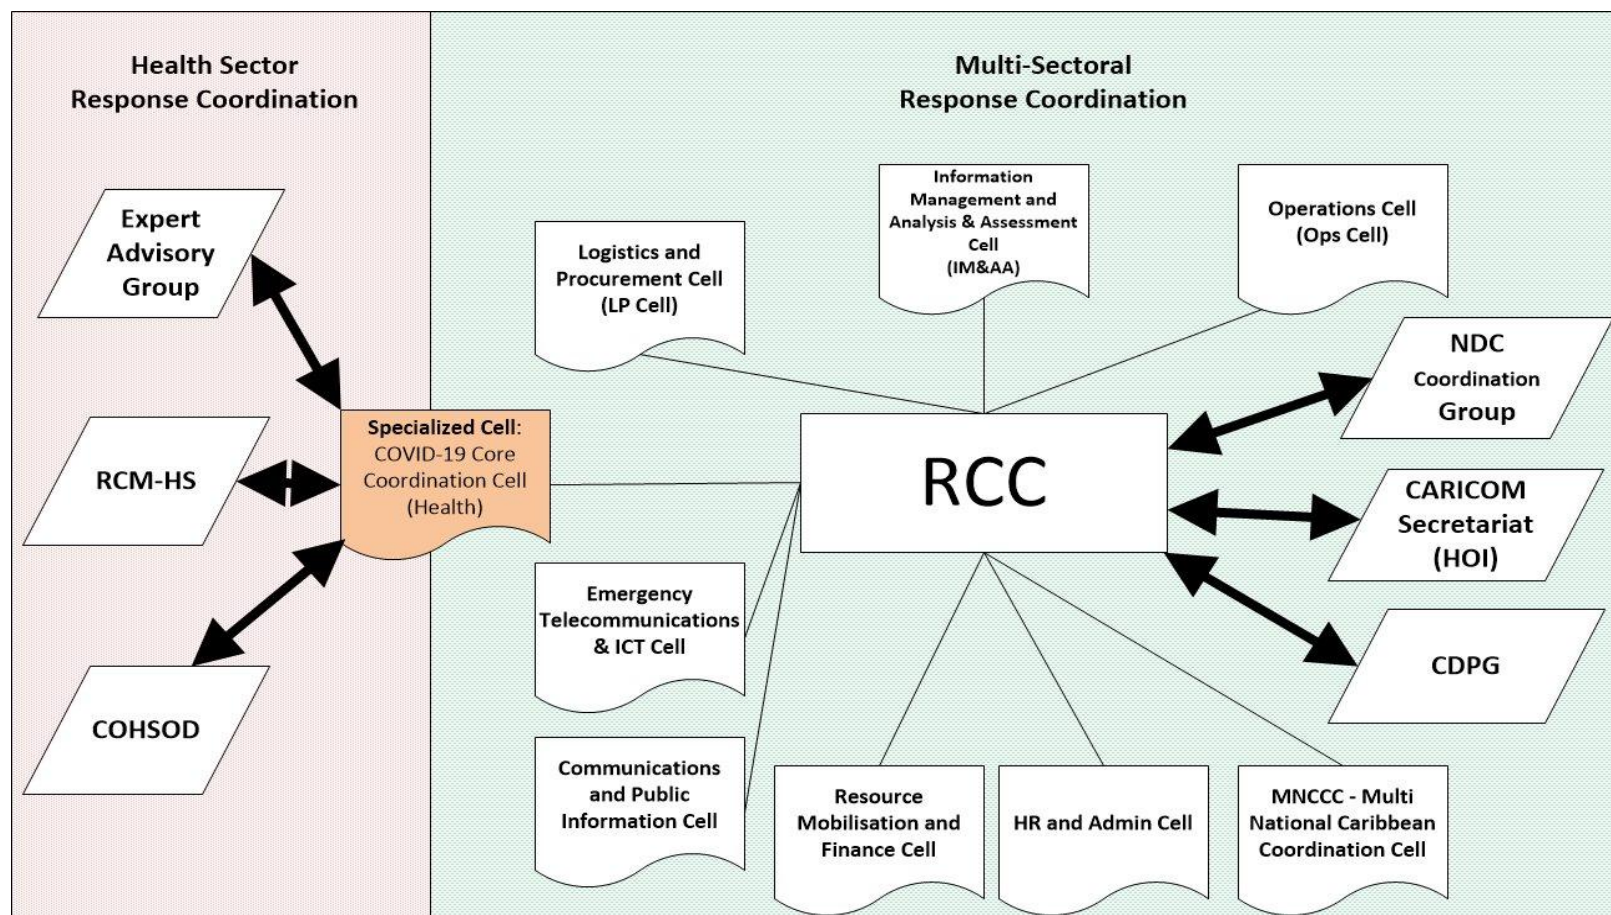 Health Sector
Response Coordination
Multi-Sectoral
Response Coordination
Expert
Advisory
Group
RCM-HS
COHSOD
Specialized Cell:
COVID-19 Core
Coordination Cell
(Health)
Logistics and
Procurement Cell
(LP Cell)
Information
Management and
Analysis & Assessment
Cell
(IM&AA)
Operations Cell
(Ops Cell)
RCC
NDC
Coordination
Group
CARICOM
Secretariat
(HOI)
CDPG
Emergency
Telecommunications
& ICT Cell
Communications
and Public
Information Cell
Resource
Mobilisation and
Finance Cell
HR and Admin Cell
MNCCC - Multi
National Caribbean
Coordination Cell